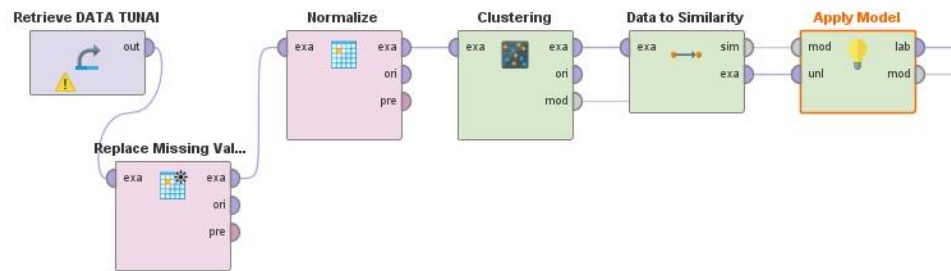 Retrieve DATA TUNAI
out
Replace Missing Val...
exa
exa
ori
pre
Normalize
exa
exa
ori
pre
Clustering
exa
exa
ori
mod
Data to Similarity
exa
sim
exa
Apply Model
mod
lab
unl
mod